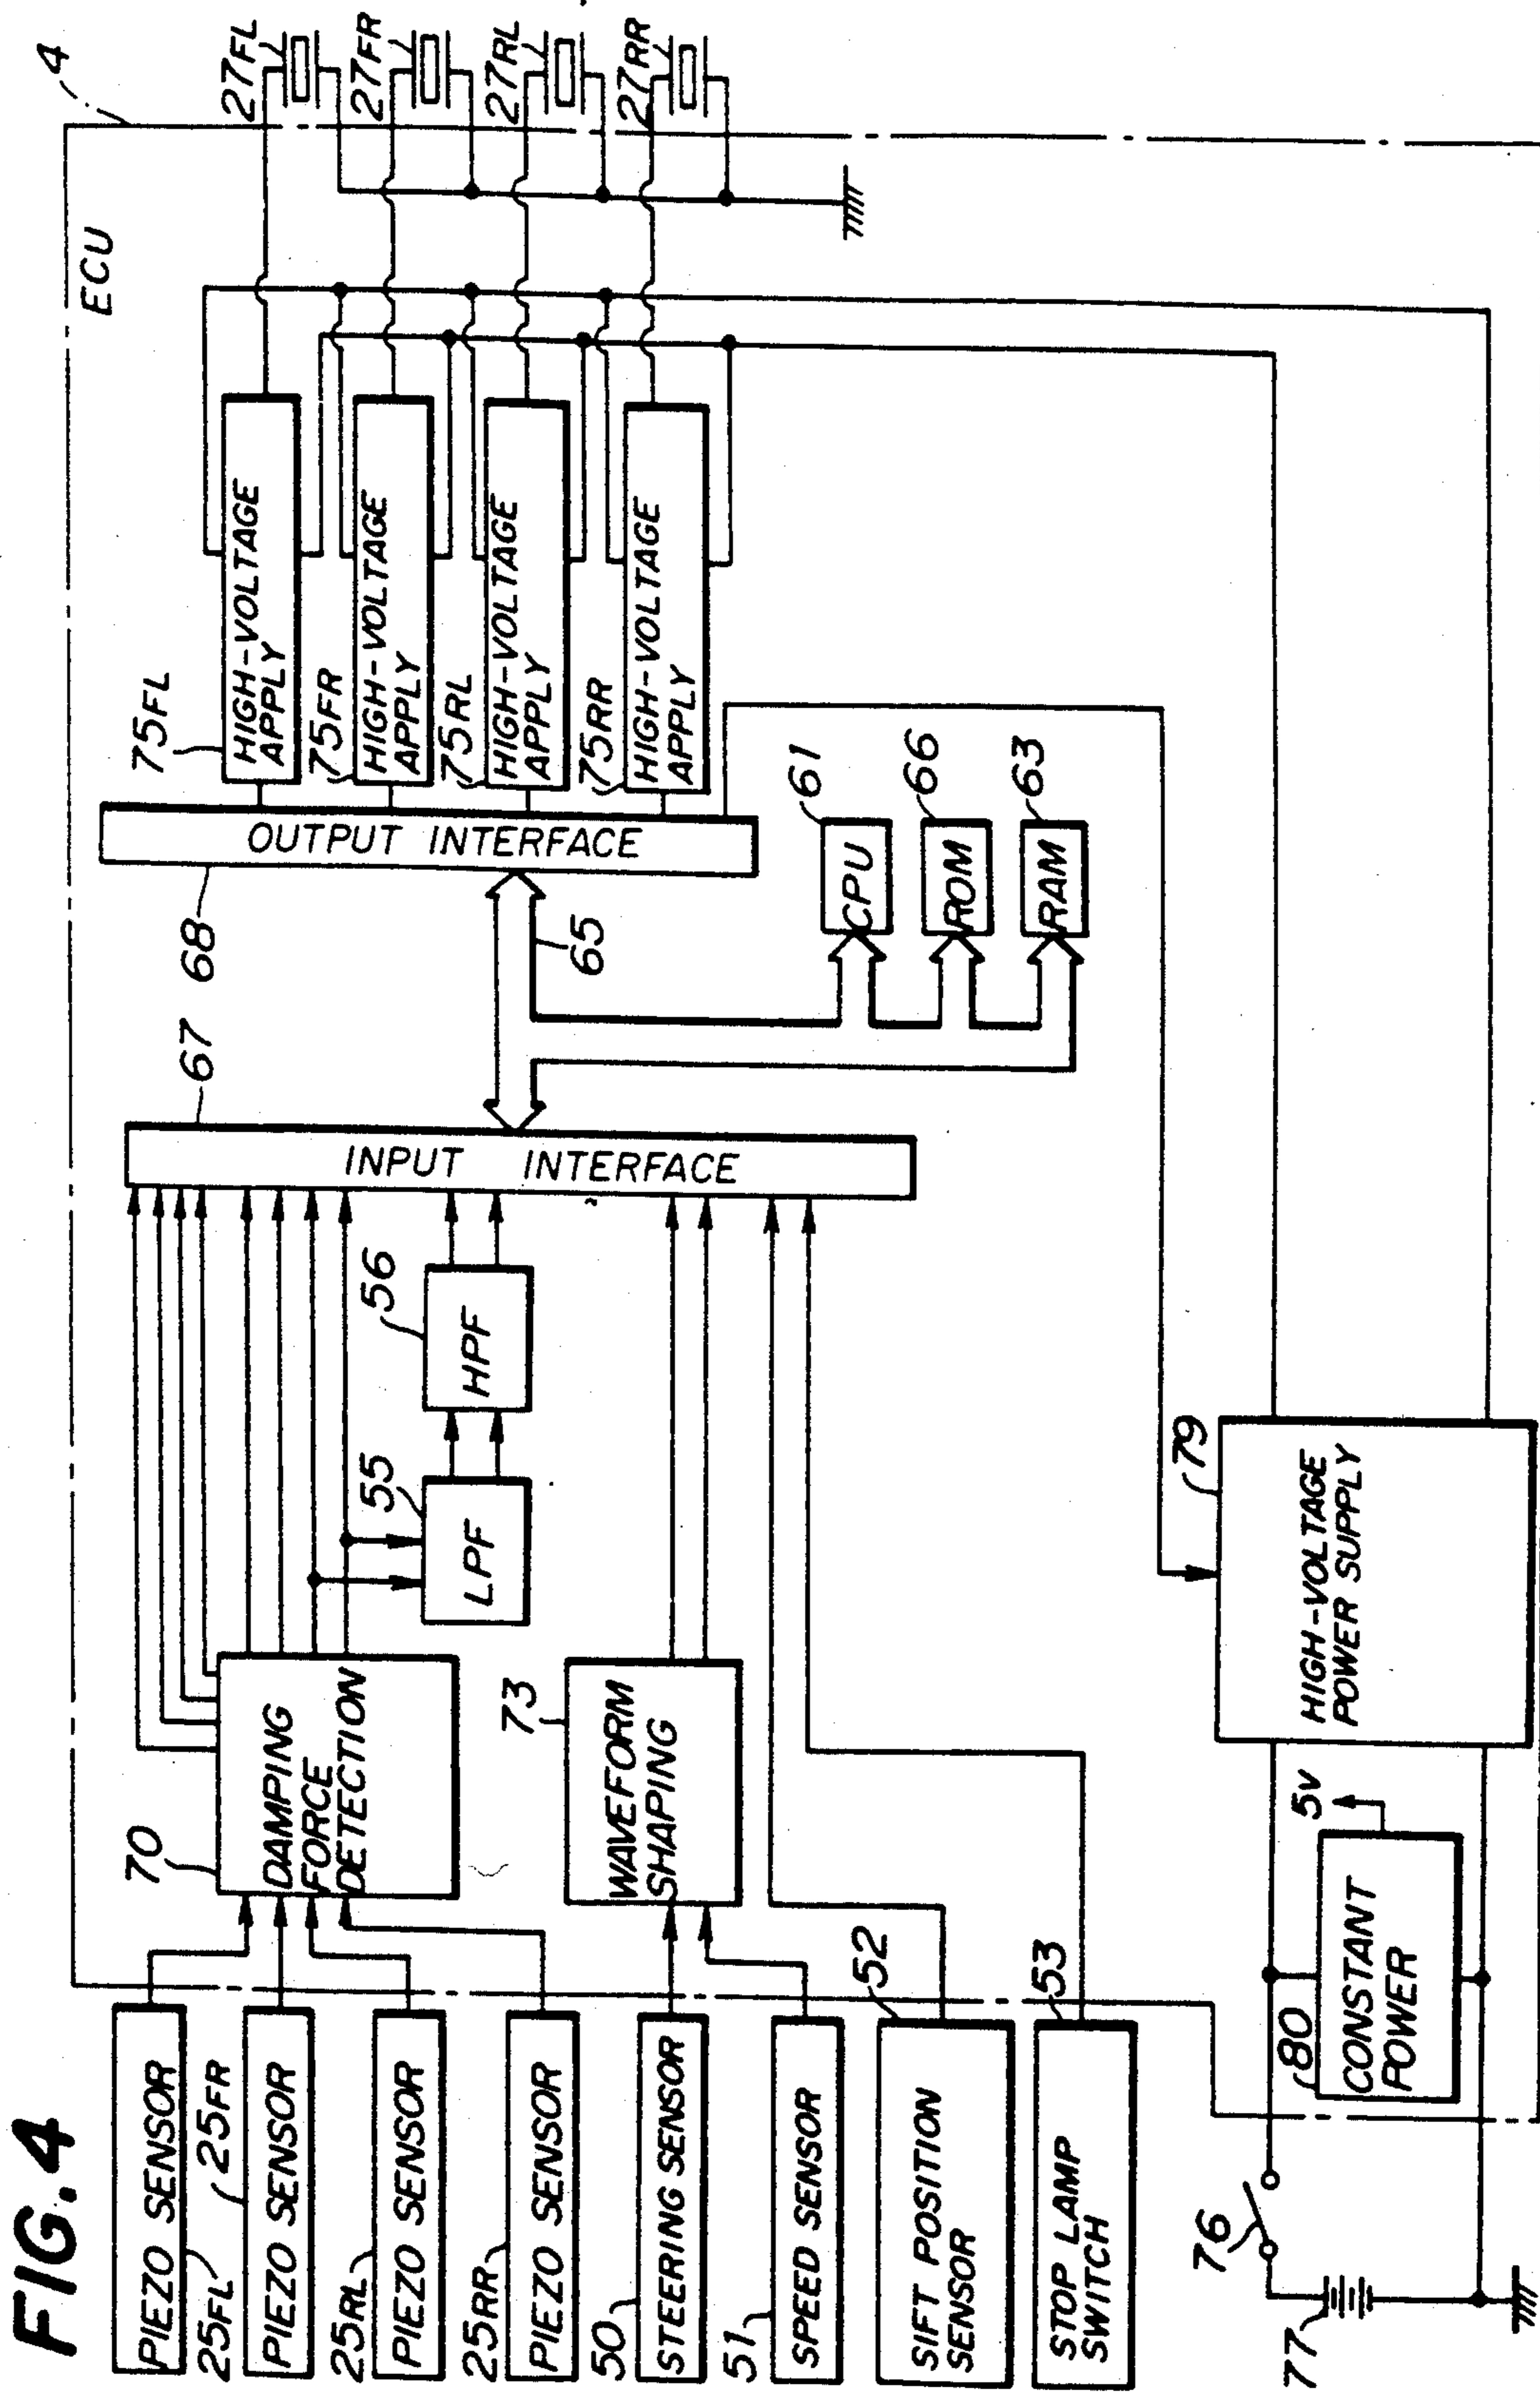 FIG. 4
4
ECU
PIEZO SENSOR
25FL
25FR
PIEZO SENSOR
25RL
PIEZO SENSOR
25RR
PIEZO SENSOR
50
STEERING SENSOR
51
SPEED SENSOR
52
SIFT POSITION
SENSOR
53
STOP LAMP
SWITCH
76
77
70
DAMPING
FORCE
DETECTION
73
WAVEFORM
SHAPING
55
LPF
56
HPF
67
INPUT INTERFACE
65
68
OUTPUT INTERFACE
61
CPU
66
ROM
63
RAM
75FL
HIGH-VOLTAGE
APPLY
75FR
HIGH-VOLTAGE
APPLY
75RL
HIGH-VOLTAGE
APPLY
75RR
HIGH-VOLTAGE
APPLY
27FL
27FR
27RL
27RR
80
CONSTANT
POWER
5V
79
HIGH-VOLTAGE
POWER SUPPLY